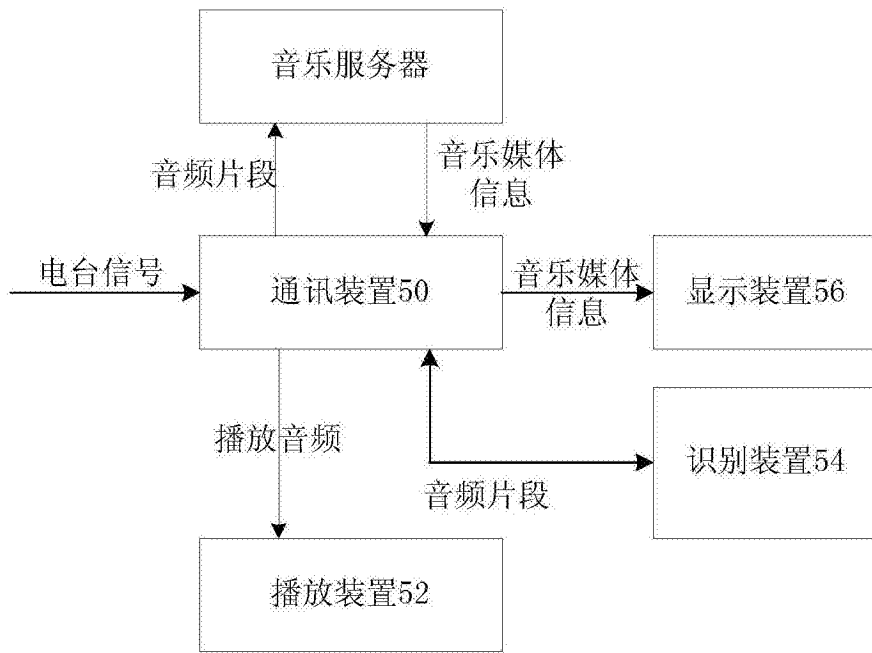 音乐服务器
音频片段
音乐媒体
信息
电台信号
通讯装置50
音乐媒体
信息
显示装置56
播放音频
识别装置54
音频片段
播放装置52